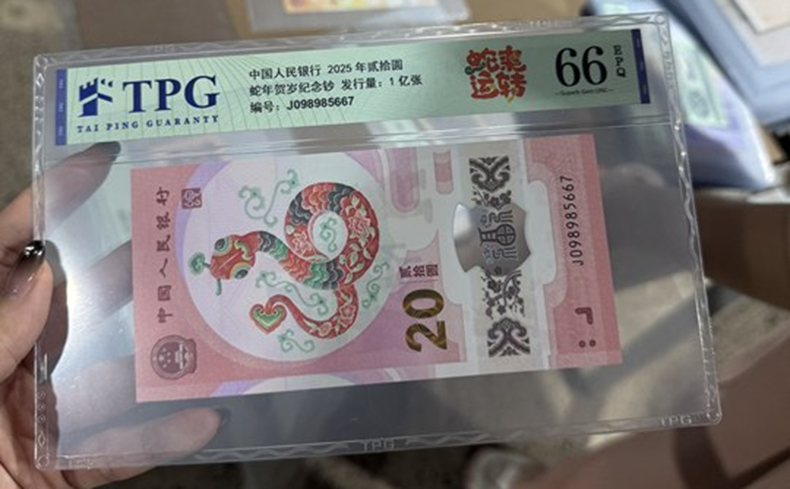 TPG
TAI PING GUARANTY
中国人民银行 2025年贰拾圆
蛇年贺岁纪念钞 发行量：1亿张
编号：J098985667
蛇来
运转
66
EPQ
Superb Gem UNC
中国人民银行
贰拾圆
20
J098985667
TPG
TPG